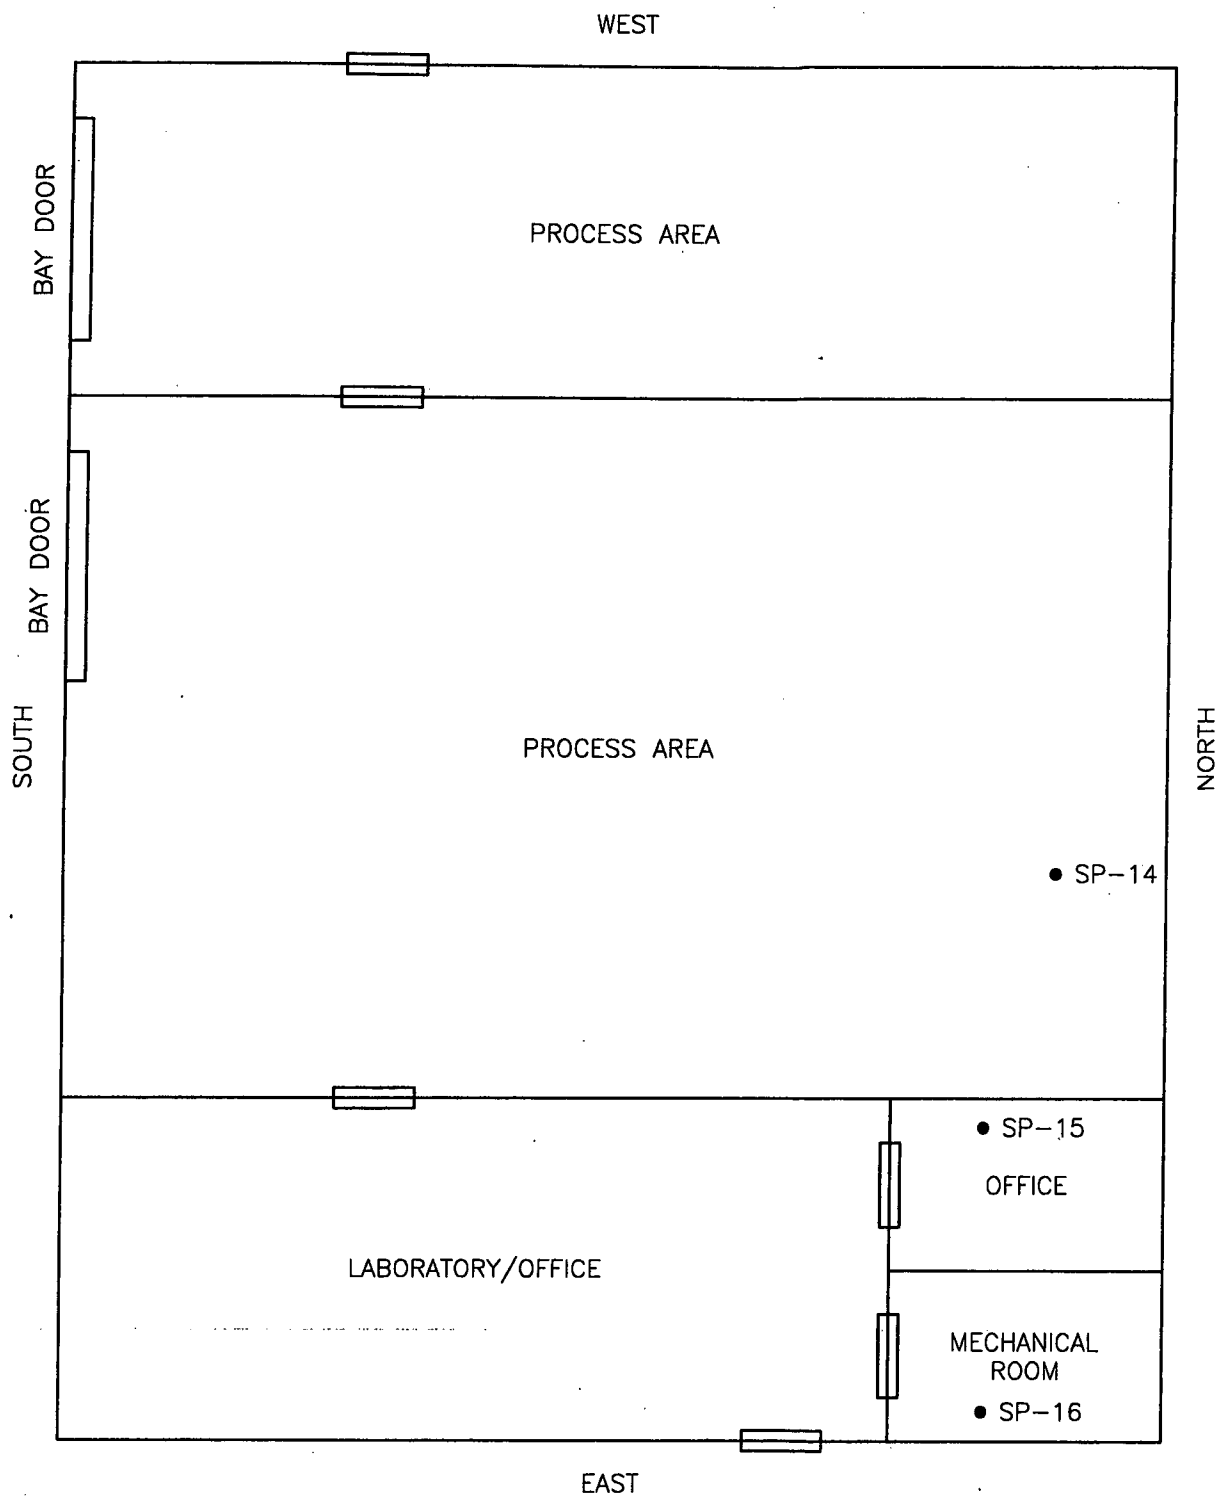 WEST
BAY DOOR
PROCESS AREA
BAY DOOR
SOUTH
PROCESS AREA
NORTH
SP-14
SP-15
OFFICE
LABORATORY/OFFICE
MECHANICAL
ROOM
SP-16
EAST